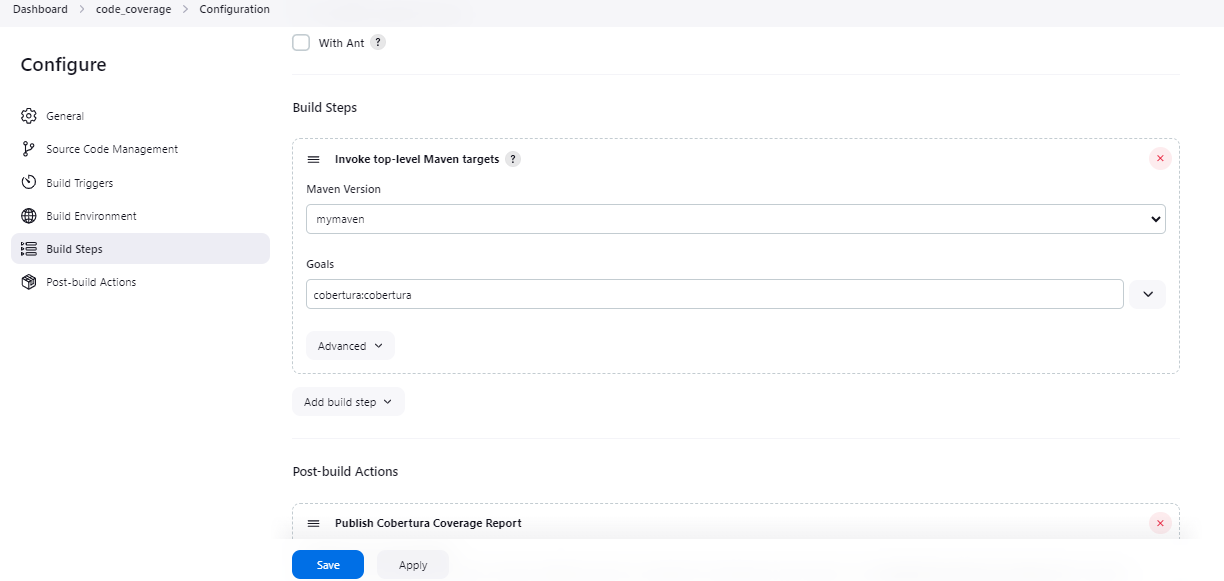 Dashboard > code_coverage > Configuration
Configure
General
Source Code Management
Build Triggers
Build Environment
Build Steps
Post-build Actions
With Ant ?
Build Steps
Invoke top-level Maven targets ?
Maven Version
mymaven
Goals
cobertura:cobertura
Advanced
Add build step
Post-build Actions
Publish Cobertura Coverage Report
Save
Apply